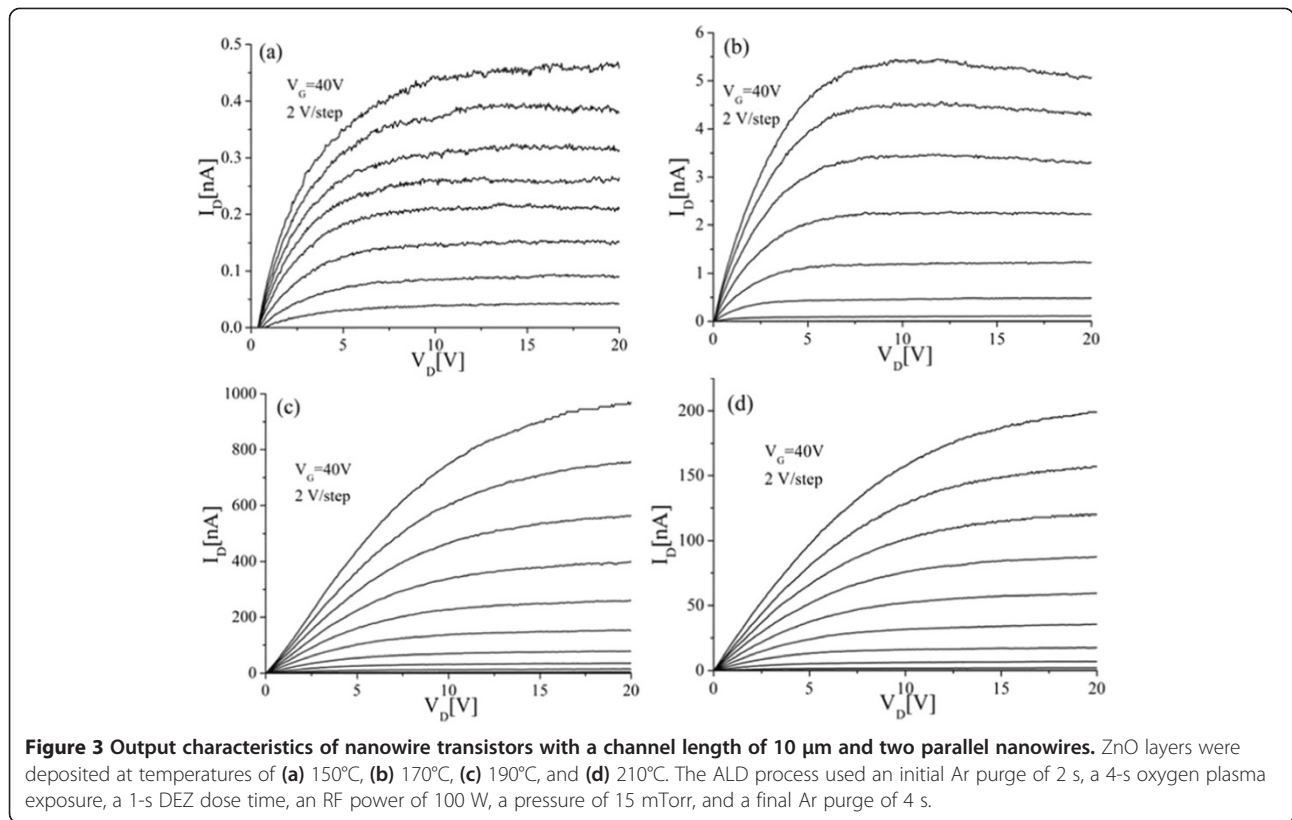 (a)
V_G=40V
2 V/step
I_D[nA]
0.5
0.4
0.3
0.2
0.1
0.0
0 5 10 15 20
V_D[V]
(b)
V_G=40V
2 V/step
I_D[nA]
6
5
4
3
2
1
0
0 5 10 15 20
V_D[V]
(c)
V_G=40V
2 V/step
I_D[nA]
1000
800
600
400
200
0
0 5 10 15 20
V_D[V]
(d)
V_G=40V
2 V/step
I_D[nA]
200
150
100
50
0
0 5 10 15 20
V_D[V]
Figure 3 Output characteristics of nanowire transistors with a channel length of 10 μm and two parallel nanowires. ZnO layers were
deposited at temperatures of (a) 150°C, (b) 170°C, (c) 190°C, and (d) 210°C. The ALD process used an initial Ar purge of 2 s, a 4-s oxygen plasma
exposure, a 1-s DEZ dose time, an RF power of 100 W, a pressure of 15 mTorr, and a final Ar purge of 4 s.